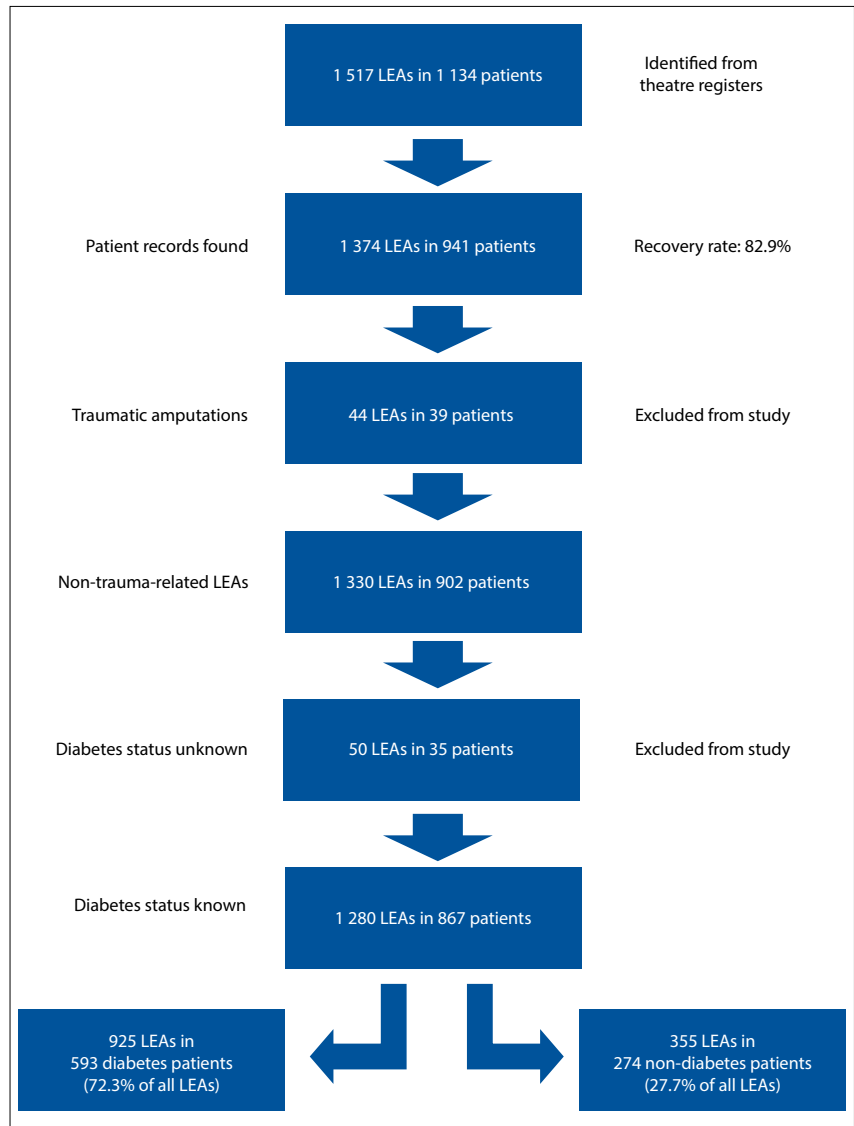 1 517 LEAs in 1 134 patients
Identified from
theatre registers
Patient records found
1 374 LEAs in 941 patients
Recovery rate: 82.9%
Traumatic amputations
44 LEAs in 39 patients
Excluded from study
Non-trauma-related LEAs
1 330 LEAs in 902 patients
Diabetes status unknown
50 LEAs in 35 patients
Excluded from study
Diabetes status known
1 280 LEAs in 867 patients
925 LEAs in
593 diabetes patients
(72.3% of all LEAs)
355 LEAs in
274 non-diabetes patients
(27.7% of all LEAs)